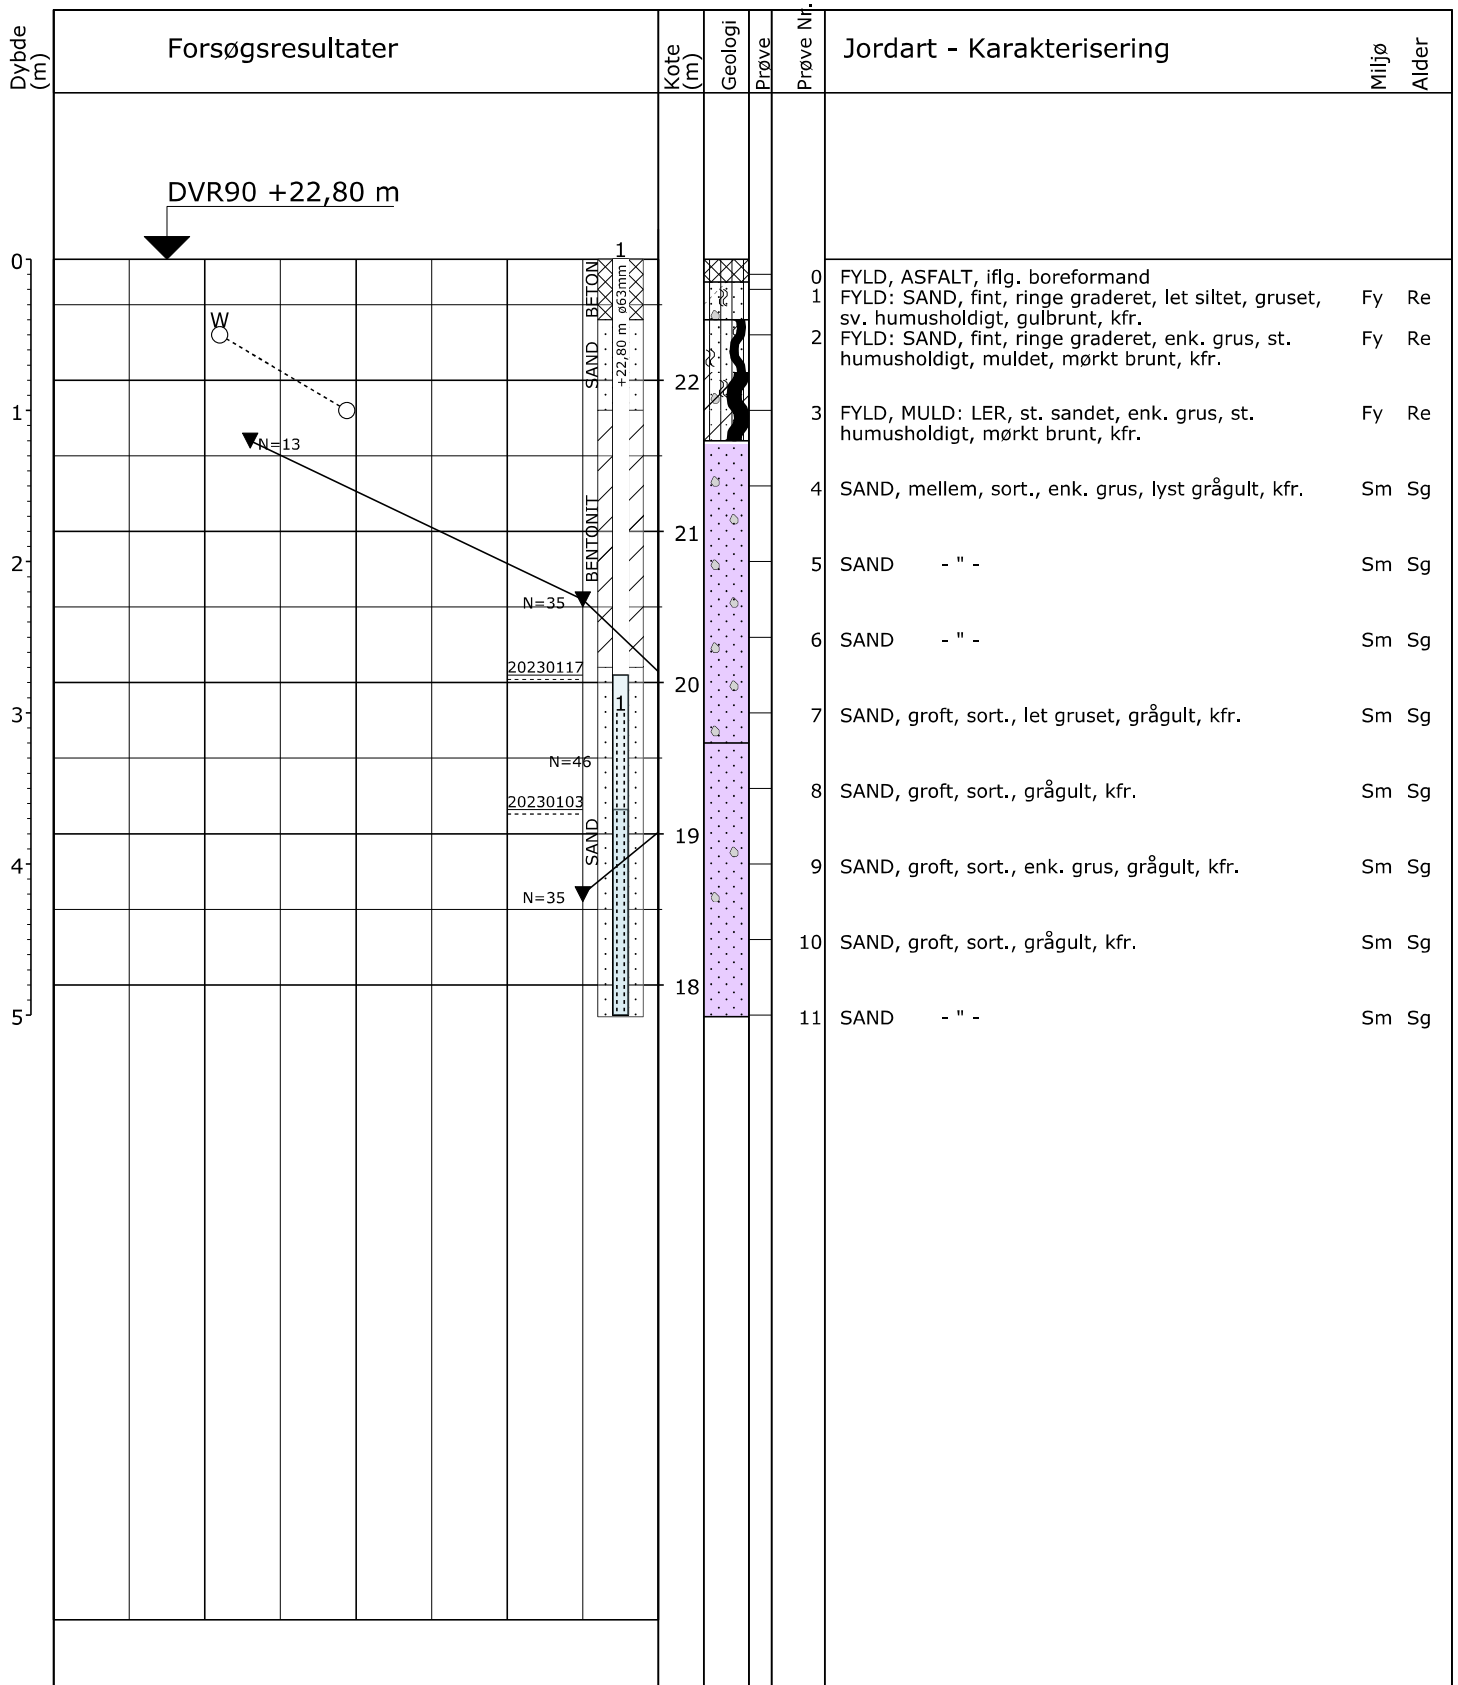 Dybde
(m)
Forsøgsresultater
Kote
(m)
Geologi
Prøve
Prøve Nr.
Jordart - Karakterisering
Miljø
Alder
DVR90 +22,80 m
1
0
BETON
+22,80 m ø63mm
0 FYLD, ASFALT, iflg. boreformand
1 FYLD: SAND, fint, ringe graderet, let siltet, gruset, Fy Re
sv. humusholdigt, gulbrunt, kfr.
W
2 FYLD: SAND, fint, ringe graderet, enk. grus, st. Fy Re
humusholdigt, muldet, mørkt brunt, kfr.
SAND
22
1
3 FYLD, MULD: LER, st. sandet, enk. grus, st. Fy Re
humusholdigt, mørkt brunt, kfr.
N=13
4 SAND, mellem, sort., enk. grus, lyst grågult, kfr. Sm Sg
BENTONIT
21
2
5 SAND - " - Sm Sg
N=35
6 SAND - " - Sm Sg
20230117
20
1
3
7 SAND, groft, sort., let gruset, grågult, kfr. Sm Sg
N=46
8 SAND, groft, sort., grågult, kfr. Sm Sg
20230103
SAND
19
4
9 SAND, groft, sort., enk. grus, grågult, kfr. Sm Sg
N=35
10 SAND, groft, sort., grågult, kfr. Sm Sg
18
5
11 SAND - " - Sm Sg